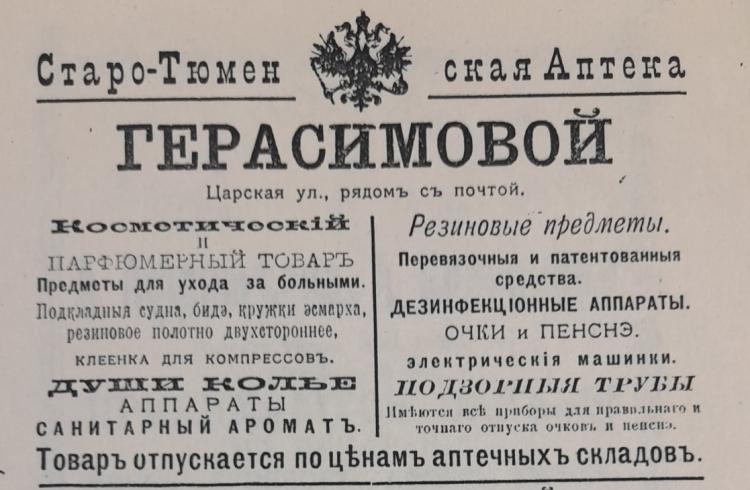 Старо-Тюменская Аптека
ГЕРАСИМОВОЙ
Царская ул., рядомъ съ почтой.
Косметическій
и
ПАРФЮМЕРНЫЙ ТОВАРЪ
Предметы для ухода за больными.
Подкладныя судна, бидэ, кружки эсмарха,
резиновое полотно двухстороннее,
КЛЕЕНКА ДЛЯ КОМПРЕССОВЪ.
ДУШИ КОЛЬЕ
АППАРАТЫ
САНИТАРНЫЙ АРОМАТЪ.
Резиновые предметы.
Перевязочныя и патентованныя
средства.
ДЕЗИНФЕКЦІОННЫЕ АППАРАТЫ.
ОЧКИ и ПЕНСНЭ.
электрическія машинки.
ПОДЗОРНЫЯ ТРУБЫ
Имѣются всѣ приборы для правильнаго и
точнаго отпуска очковъ и пенснэ.
Товаръ отпускается по цѣнамъ аптечныхъ складовъ.